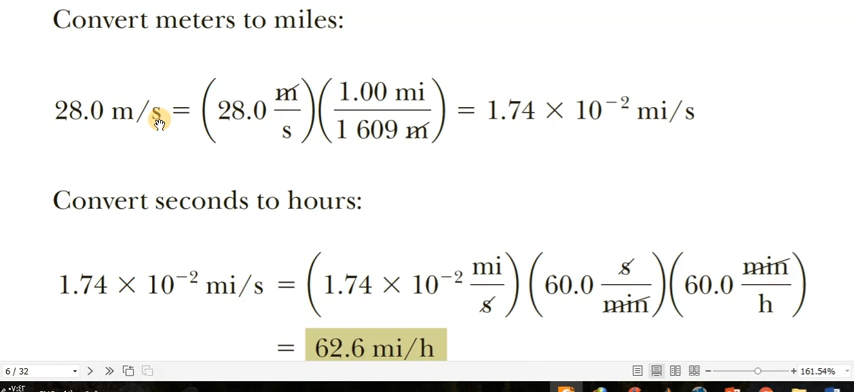 Convert meters to miles:
28.0 m/s = (28.0 m/s)(1.00 mi/1 609 m) = 1.74 × 10⁻² mi/s
Convert seconds to hours:
1.74 × 10⁻² mi/s = (1.74 × 10⁻² mi/s)(60.0 s/min)(60.0 min/h)
= 62.6 mi/h
6 / 32
161.54%